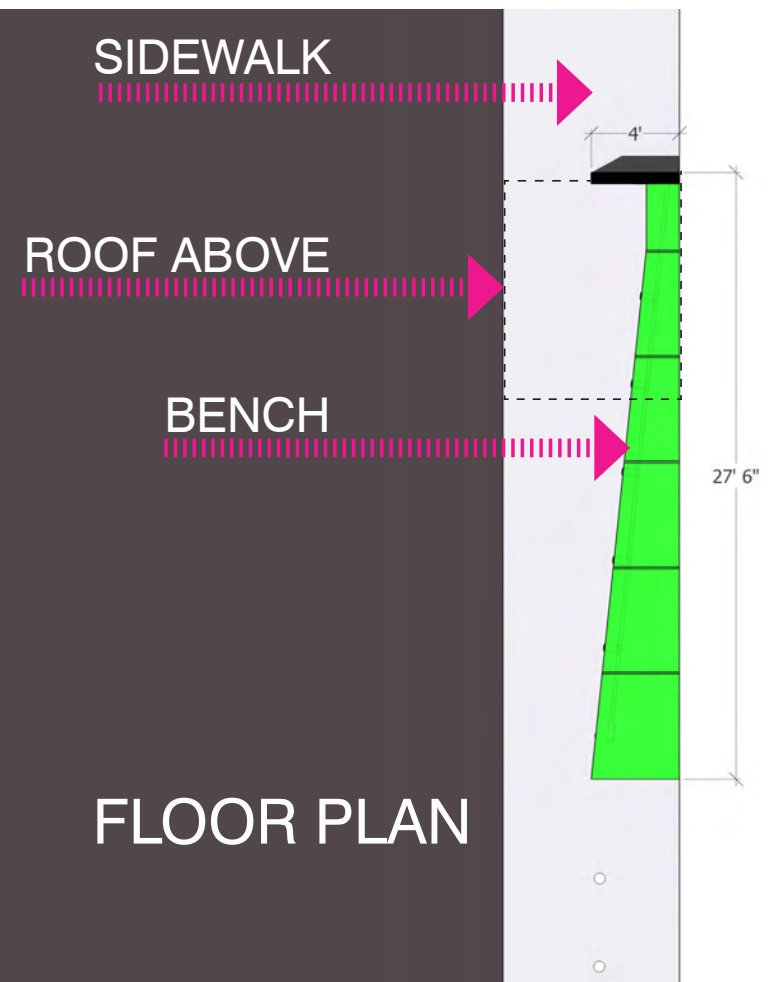 SIDEWALK
4'
ROOF ABOVE
BENCH
27' 6"
FLOOR PLAN